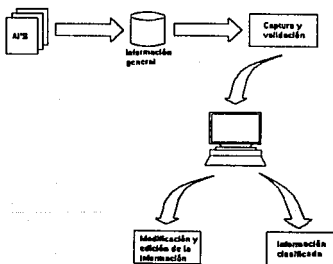 AI'S
Información
general
Captura y
validación
Modificación y
edición de la
información
Información
clasificada